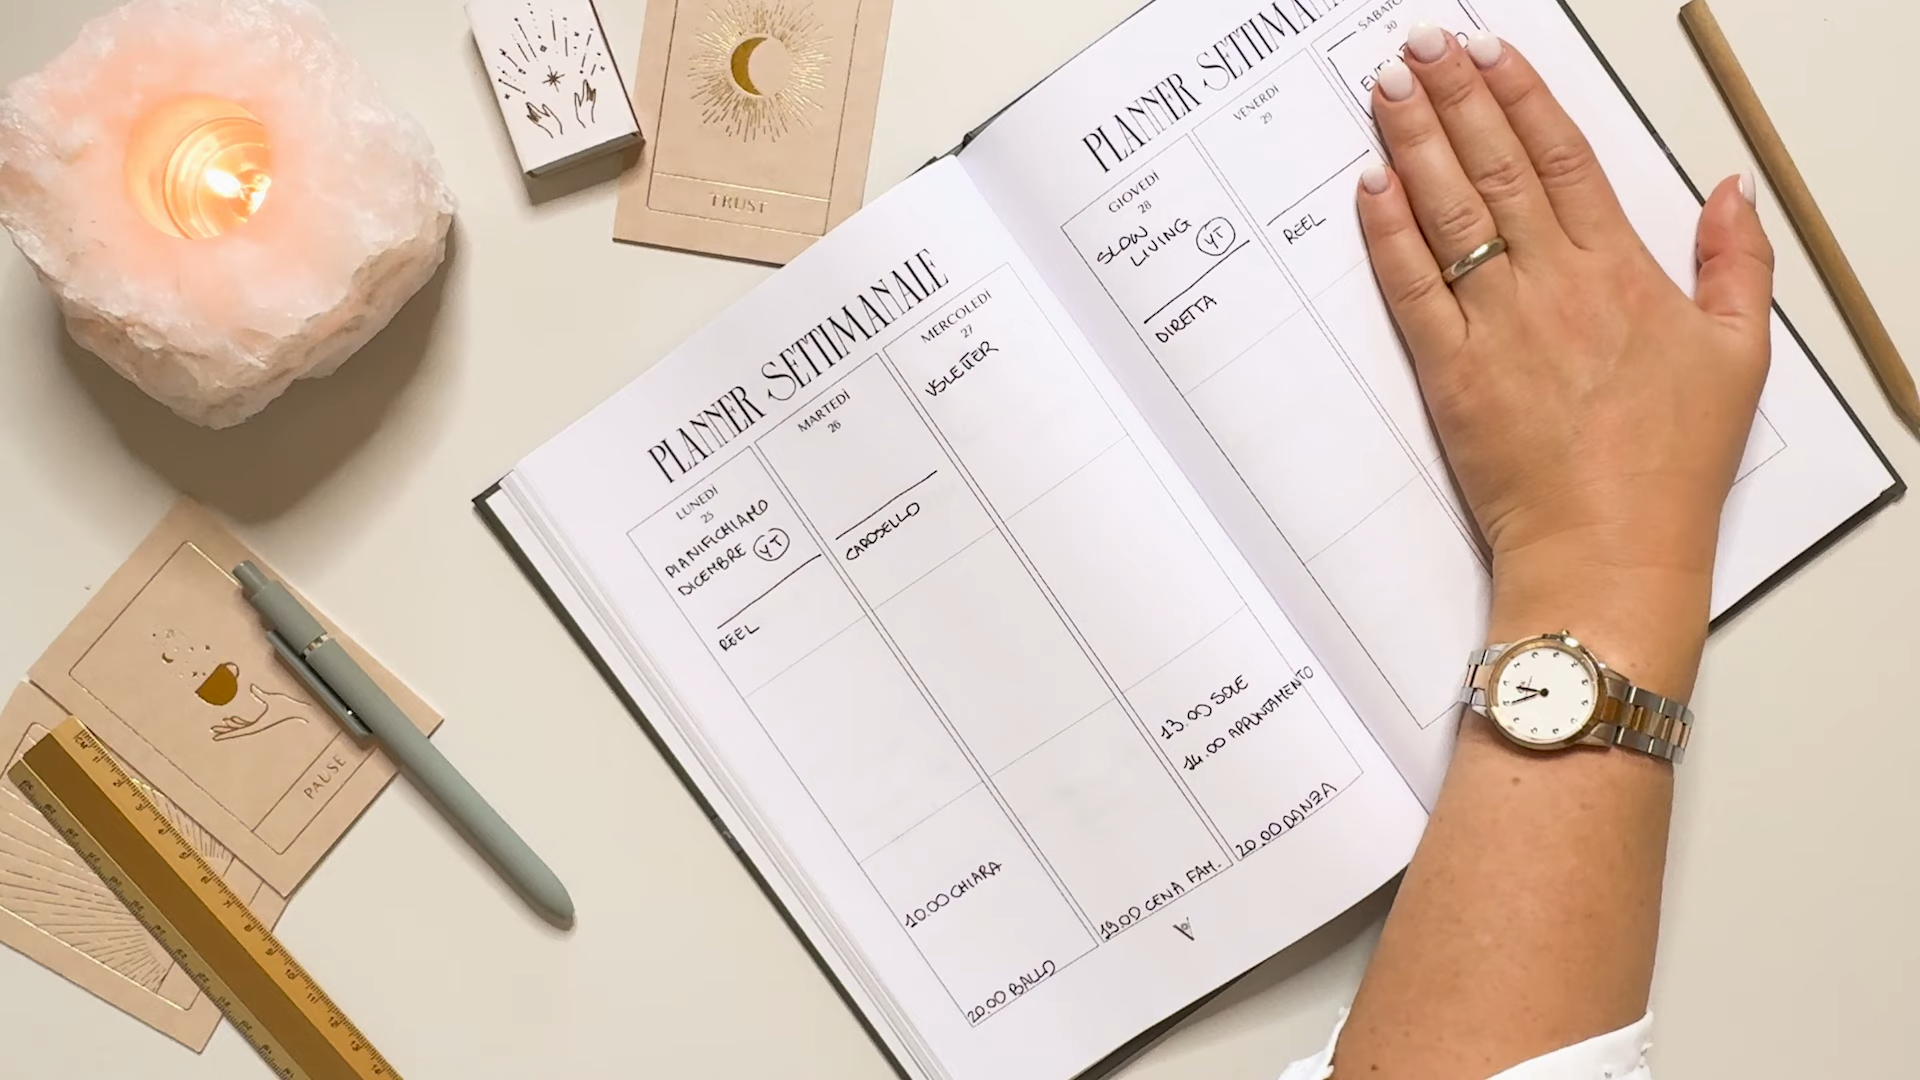 TRUST
PAUSE
PLANNER SETTIMANALE
LUNEDÌ
25
PIANIFICHIAMO
DICEMBRE YT
REEL
10.00 CHIARA
20.00 BALLO
MARTEDÌ
26
CAROSELLO
19.00 CENA FAM.
MERCOLEDÌ
27
VSLETTER
13.00 SOLE
14.00 APPUNTAMENTO
20.00 DANZA
PLANNER SETTIMANA
GIOVEDÌ
28
SLOW
LIVING YT
DIRETTA
VENERDÌ
29
REEL
SABATO
30